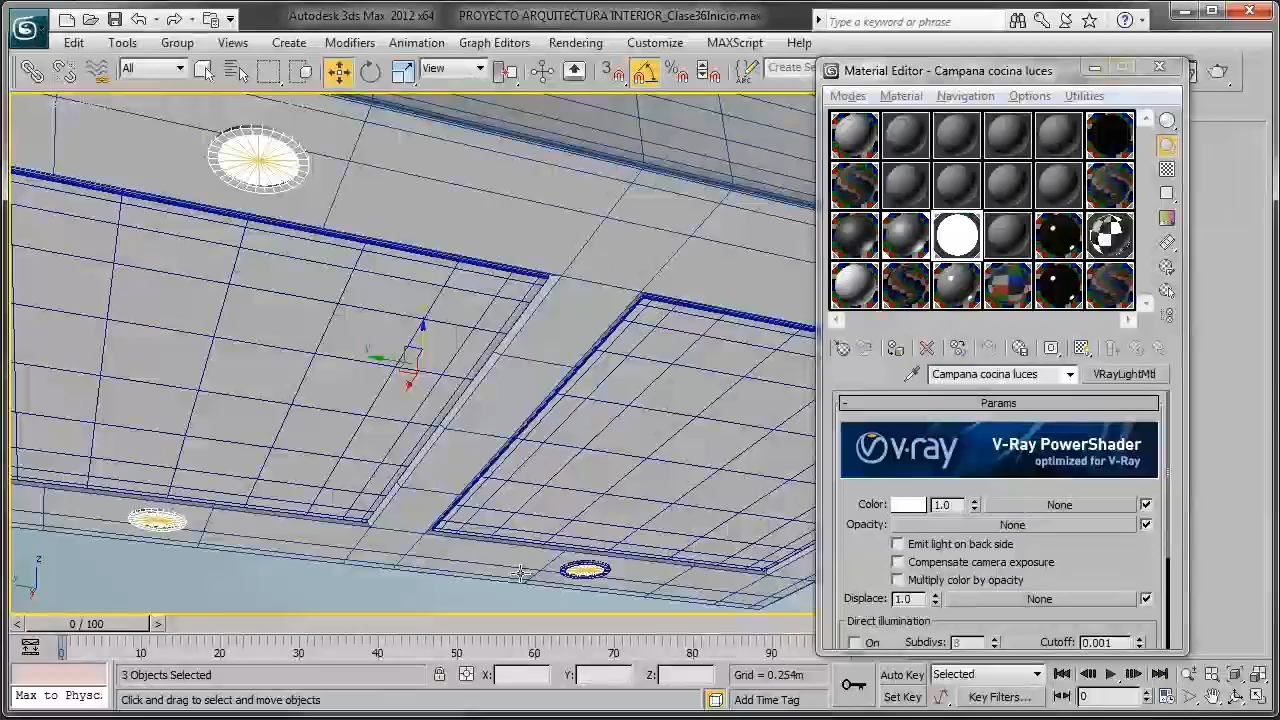 Autodesk 3ds Max 2012 x64 PROYECTO ARQUITECTURA INTERIOR_Clase36Inicio.max
Type a keyword or phrase
Edit Tools Group Views Create Modifiers Animation Graph Editors Rendering Customize MAXScript Help
All View 3 Create Se
Material Editor - Campana cocina luces
Modes Material Navigation Options Utilities
Campana cocina luces VRayLightMtl
- Params
v-ray V-Ray PowerShader
optimized for V-Ray
Color: 1.0 None
Opacity: None
Emit light on back side
Compensate camera exposure
Multiply color by opacity
Displace: 1.0 None
Direct illumination
On Subdivs: 8 Cutoff: 0.001
z
y
z
< 0 / 100 >
0 10 20 30 40 50 60 70 80 90
3 Objects Selected X: Y: Z: Grid = 0.254m Auto Key Selected
Max to Physc. Click and drag to select and move objects Add Time Tag Set Key Key Filters... 0